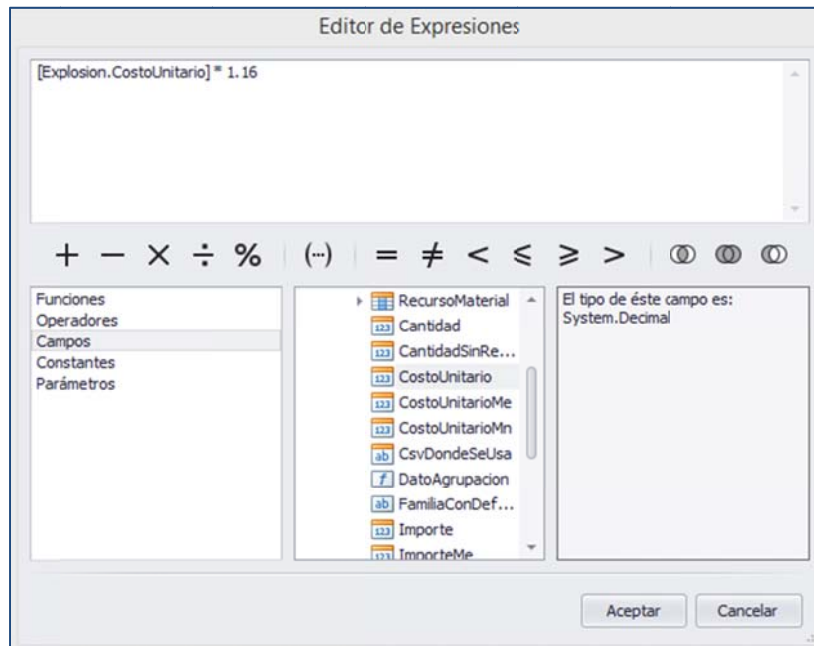 Editor de Expresiones
[Explosion.CostoUnitario] * 1.16
+ − × ÷ % (···) = ≠ < ⩽ ⩾ >
Funciones
Operadores
Campos
Constantes
Parámetros
RecursoMaterial
Cantidad
CantidadSinRe...
CostoUnitario
CostoUnitarioMe
CostoUnitarioMn
CsvDondeSeUsa
DatoAgrupacion
FamiliaConDef...
Importe
ImporteMe
El tipo de éste campo es:
System.Decimal
Aceptar
Cancelar